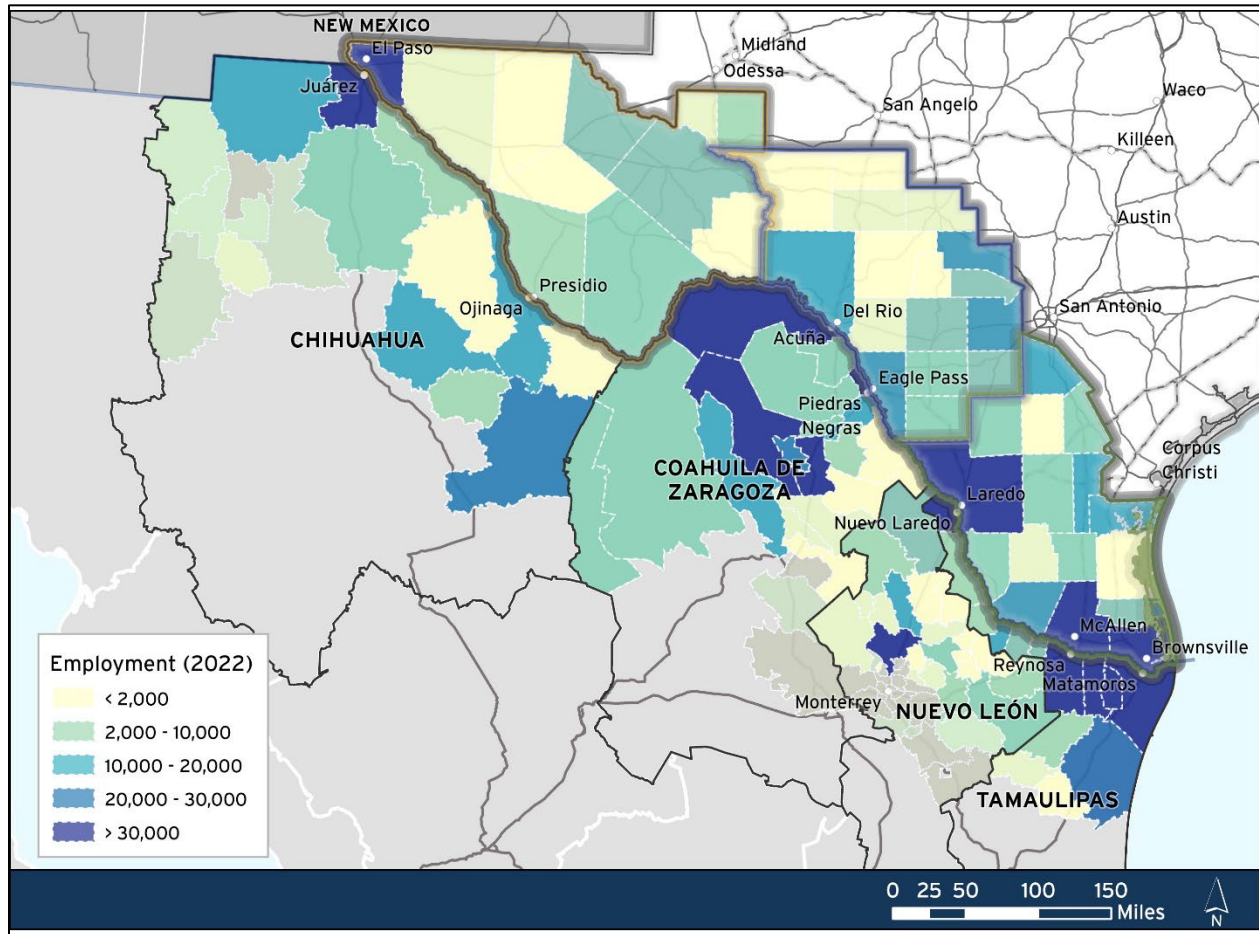 NEW MEXICO
El Paso
Juárez
Midland
Odessa
San Angelo
Waco
Killeen
Austin
San Antonio
Presidio
Ojinaga
CHIHUAHUA
Del Rio
Acuña
Eagle Pass
Piedras
Negras
COAHUILA DE
ZARAGOZA
Corpus
Christi
Laredo
Nuevo Laredo
McAllen
Brownsville
Reynosa
Matamoros
Monterrey
NUEVO LEÓN
TAMAULIPAS
Employment (2022)
< 2,000
2,000 - 10,000
10,000 - 20,000
20,000 - 30,000
> 30,000
0 25 50 100 150
Miles
N